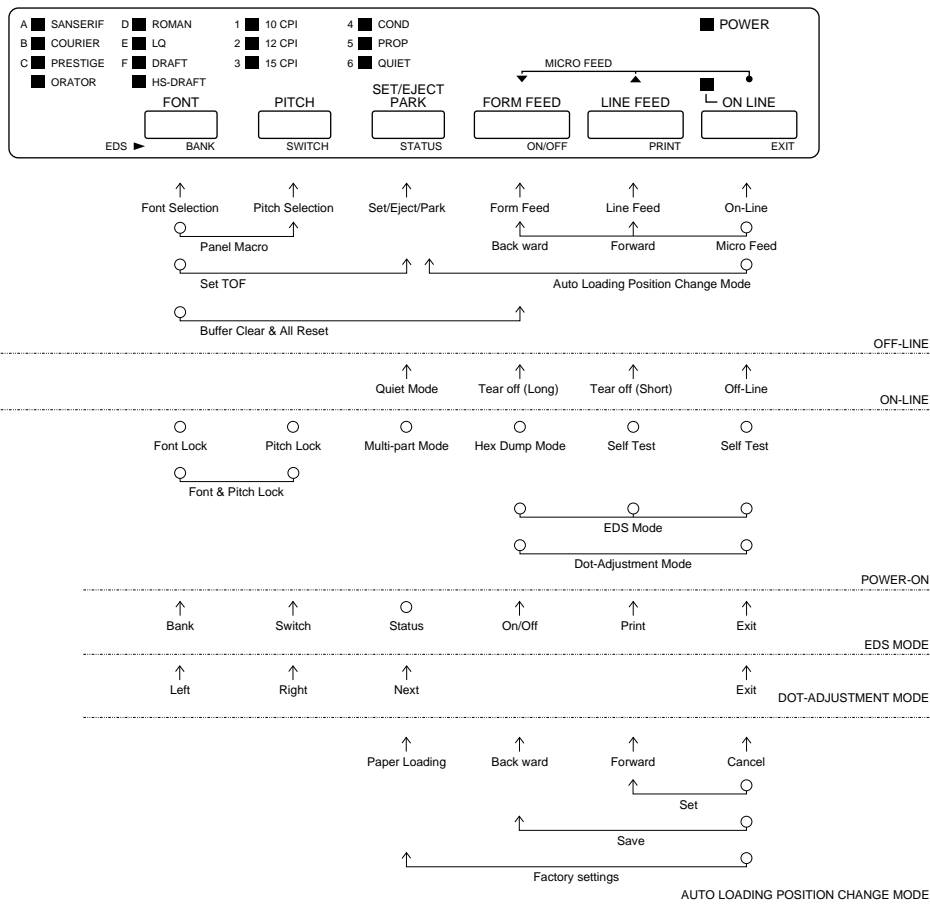 A SANSERIF D ROMAN 1 10 CPI 4 COND POWER
B COURIER E LQ 2 12 CPI 5 PROP
C PRESTIGE F DRAFT 3 15 CPI 6 QUIET MICRO FEED
ORATOR HS-DRAFT
SET/EJECT
FONT PITCH PARK FORM FEED LINE FEED ON LINE
EDS BANK SWITCH STATUS ON/OFF PRINT EXIT
Font Selection Pitch Selection Set/Eject/Park Form Feed Line Feed On-Line
Panel Macro Back ward Forward Micro Feed
Set TOF Auto Loading Position Change Mode
Buffer Clear & All Reset
OFF-LINE
Quiet Mode Tear off (Long) Tear off (Short) Off-Line
ON-LINE
Font Lock Pitch Lock Multi-part Mode Hex Dump Mode Self Test Self Test
Font & Pitch Lock
EDS Mode
Dot-Adjustment Mode
POWER-ON
Bank Switch Status On/Off Print Exit
EDS MODE
Left Right Next Exit
DOT-ADJUSTMENT MODE
Paper Loading Back ward Forward Cancel
Set
Save
Factory settings
AUTO LOADING POSITION CHANGE MODE